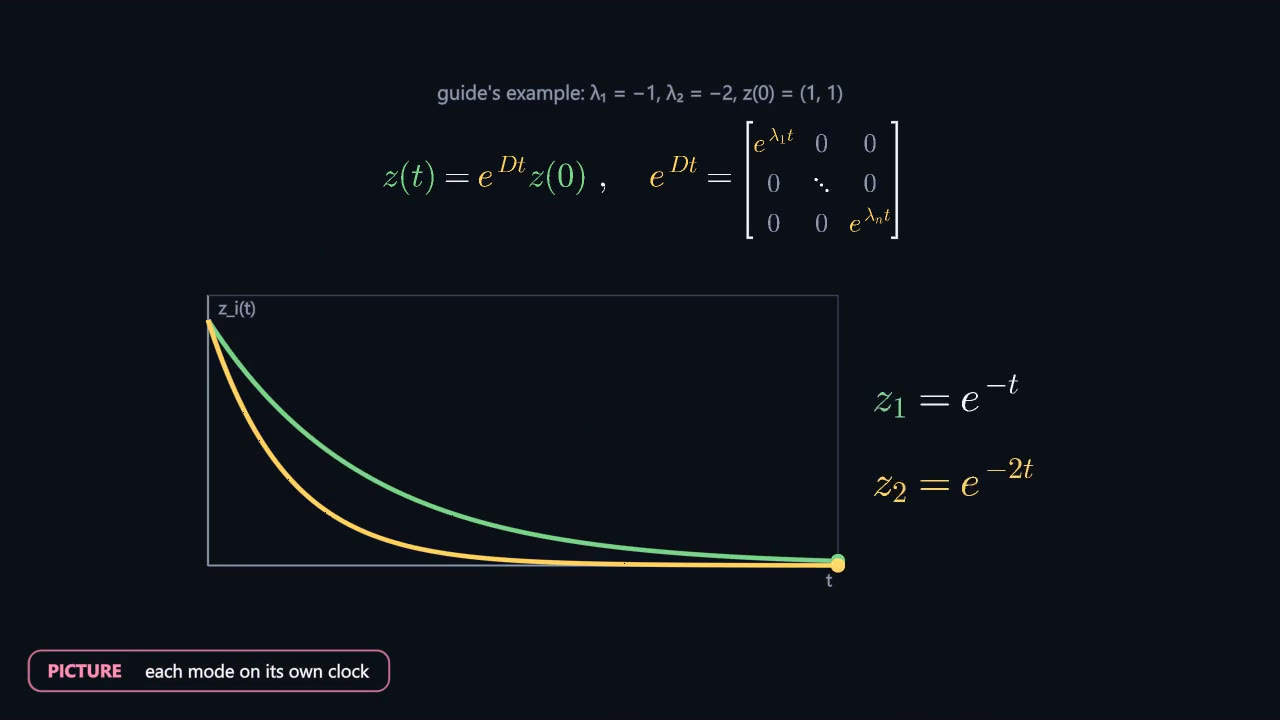 guide's example: λ₁ = −1, λ₂ = −2, z(0) = (1, 1)
z(t) = e^{Dt} z(0) ,   e^{Dt} = [ e^{λ₁t} 0 0
0 ⋱ 0
0 0 e^{λₙt} ]
z_i(t)
z₁ = e^{−t}
z₂ = e^{−2t}
t
PICTURE each mode on its own clock